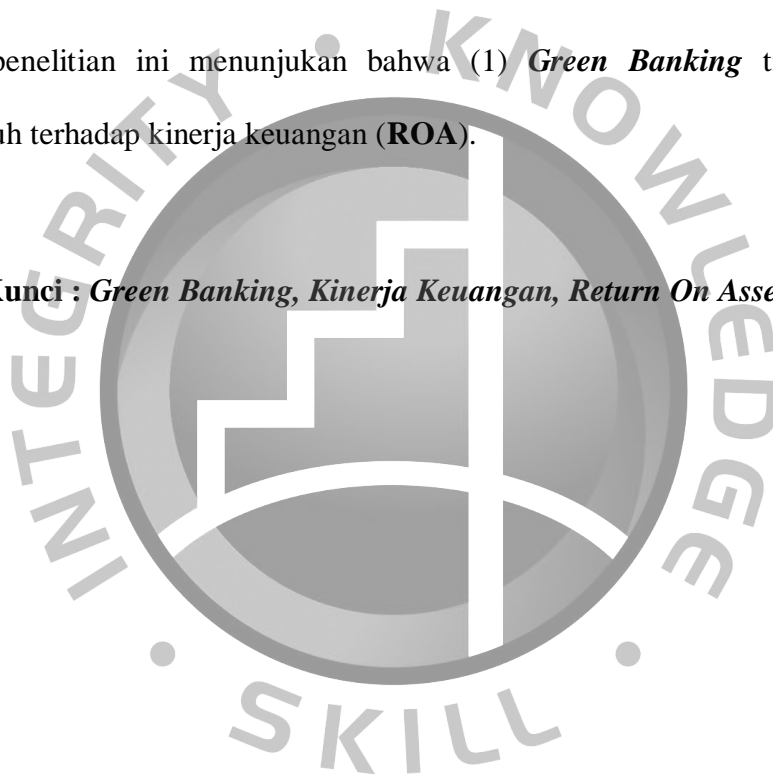 penelitian ini menunjukan bahwa (1) Green Banking t
uh terhadap kinerja keuangan (ROA).
Kunci : Green Banking, Kinerja Keuangan, Return On Asse
INTEGRITY • KNOWLEDGE • SKILL •